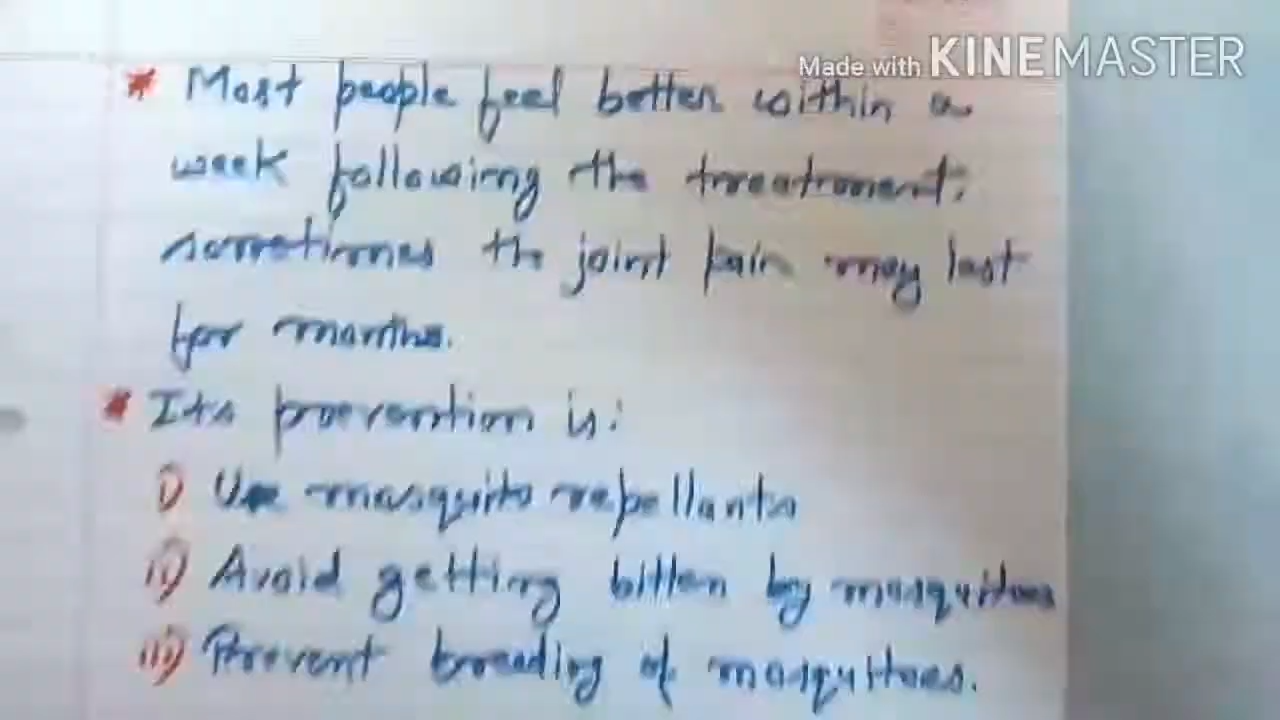 Made with KINEMASTER
* Most people feel better within a
week following the treatment;
sometimes the joint pain may last
for months.
* Its prevention is:
i) Use mosquito repellants
ii) Avoid getting bitten by mosquitoes
iii) Prevent breeding of mosquitoes.